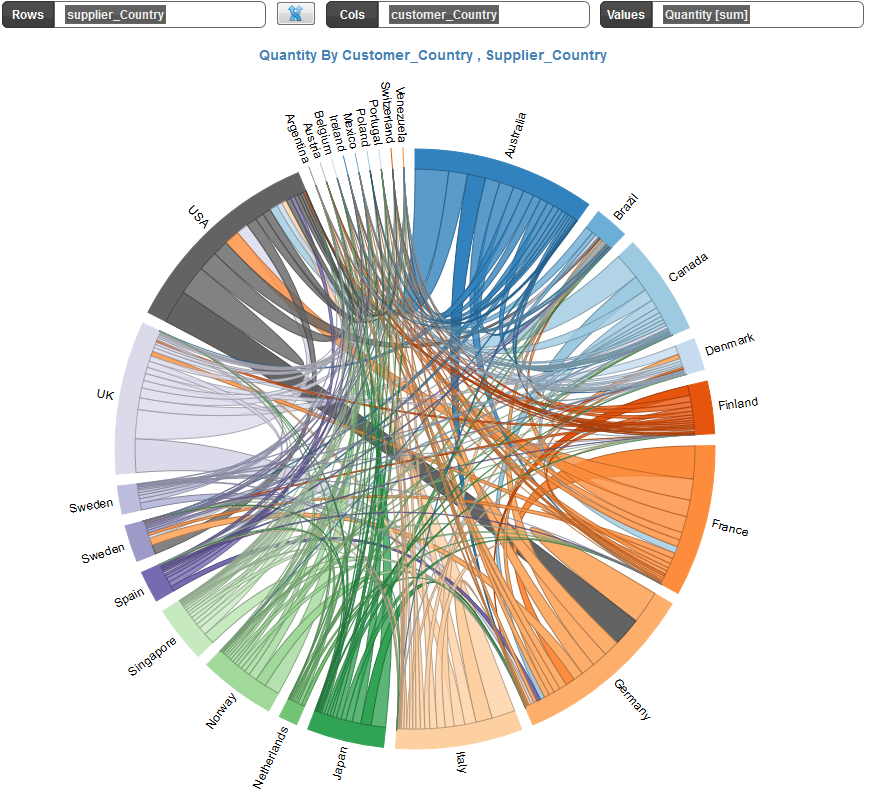 Rows supplier_Country Cols customer_Country Values Quantity [sum]
Quantity By Customer_Country , Supplier_Country
Argentina
Austria
Belgium
Ireland
Mexico
Poland
Portugal
Switzerland
Venezuela
Australia
Brazil
Canada
Denmark
Finland
France
Germany
Italy
Japan
Netherlands
Norway
Singapore
Spain
Sweden
Sweden
UK
USA